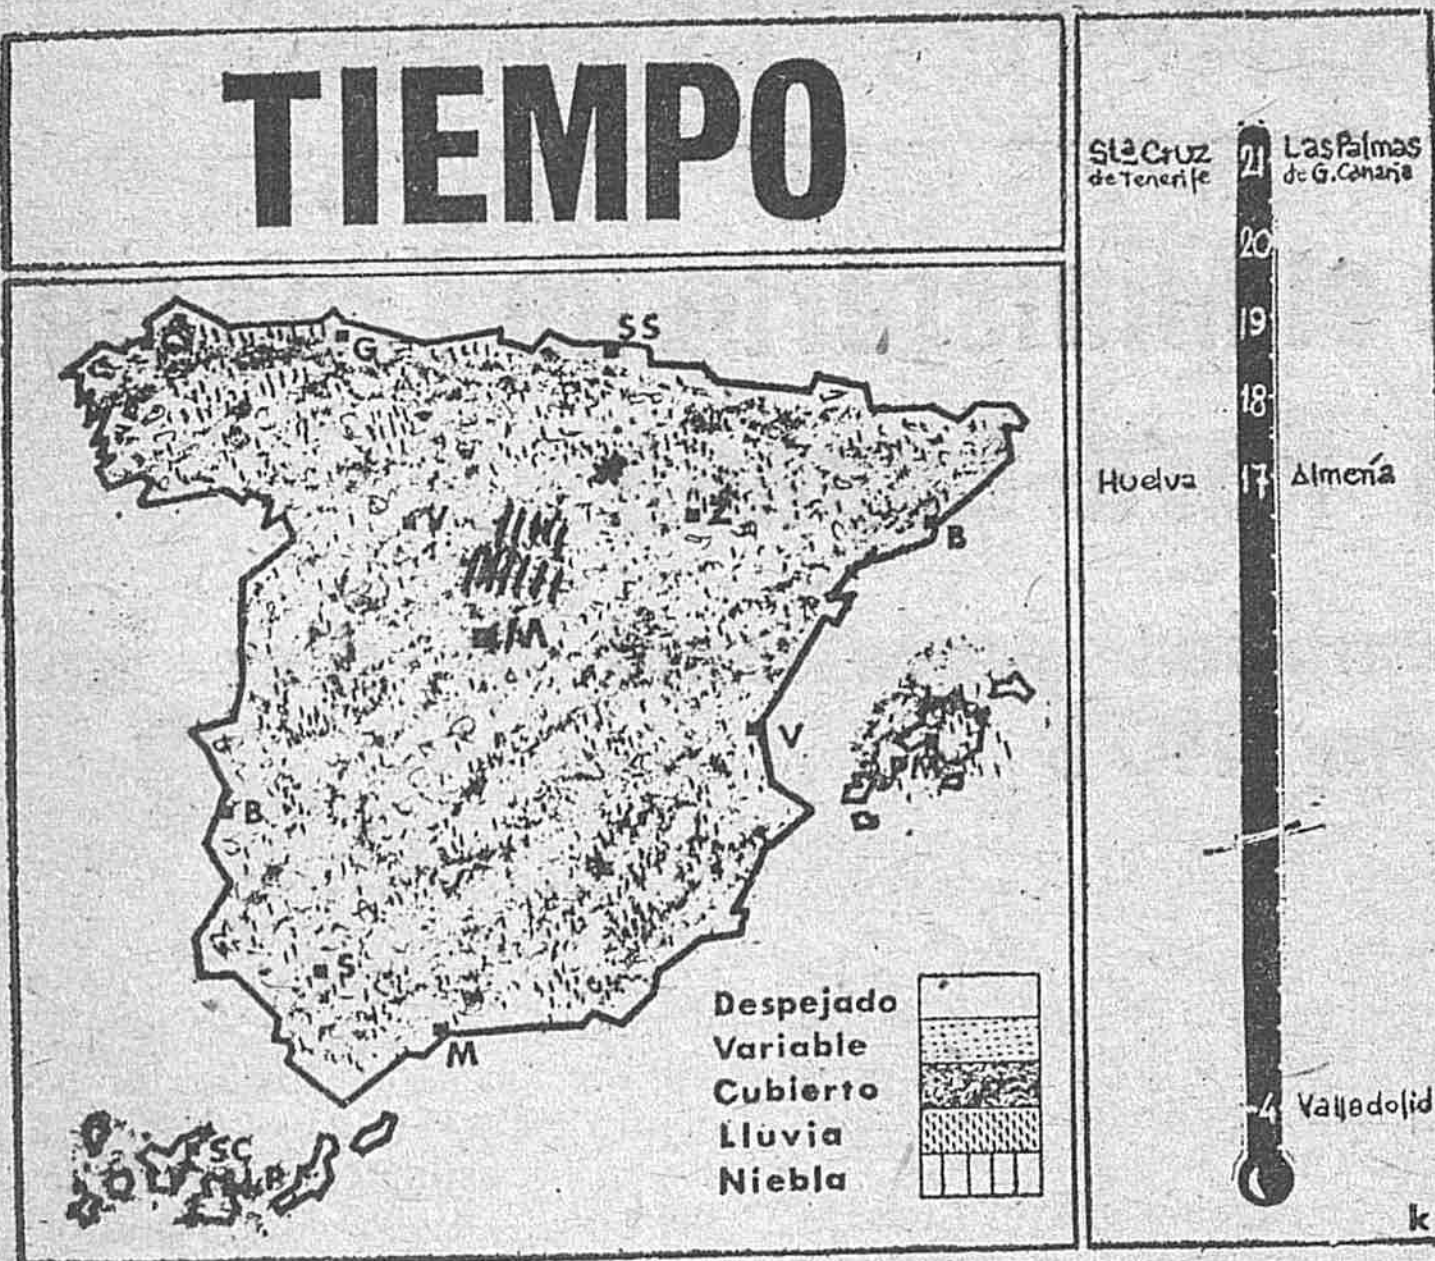 TIEMPO
G
SS
V
Z
B
M
V
B
PM
S
M
SC
LP
Despejado
Variable
Cubierto
Lluvia
Niebla
Sta Cruz 21 Las Palmas
de Tenerife de G. Canaria
20
19
18
Huelva 17 Almería
-4 Valladolid
k